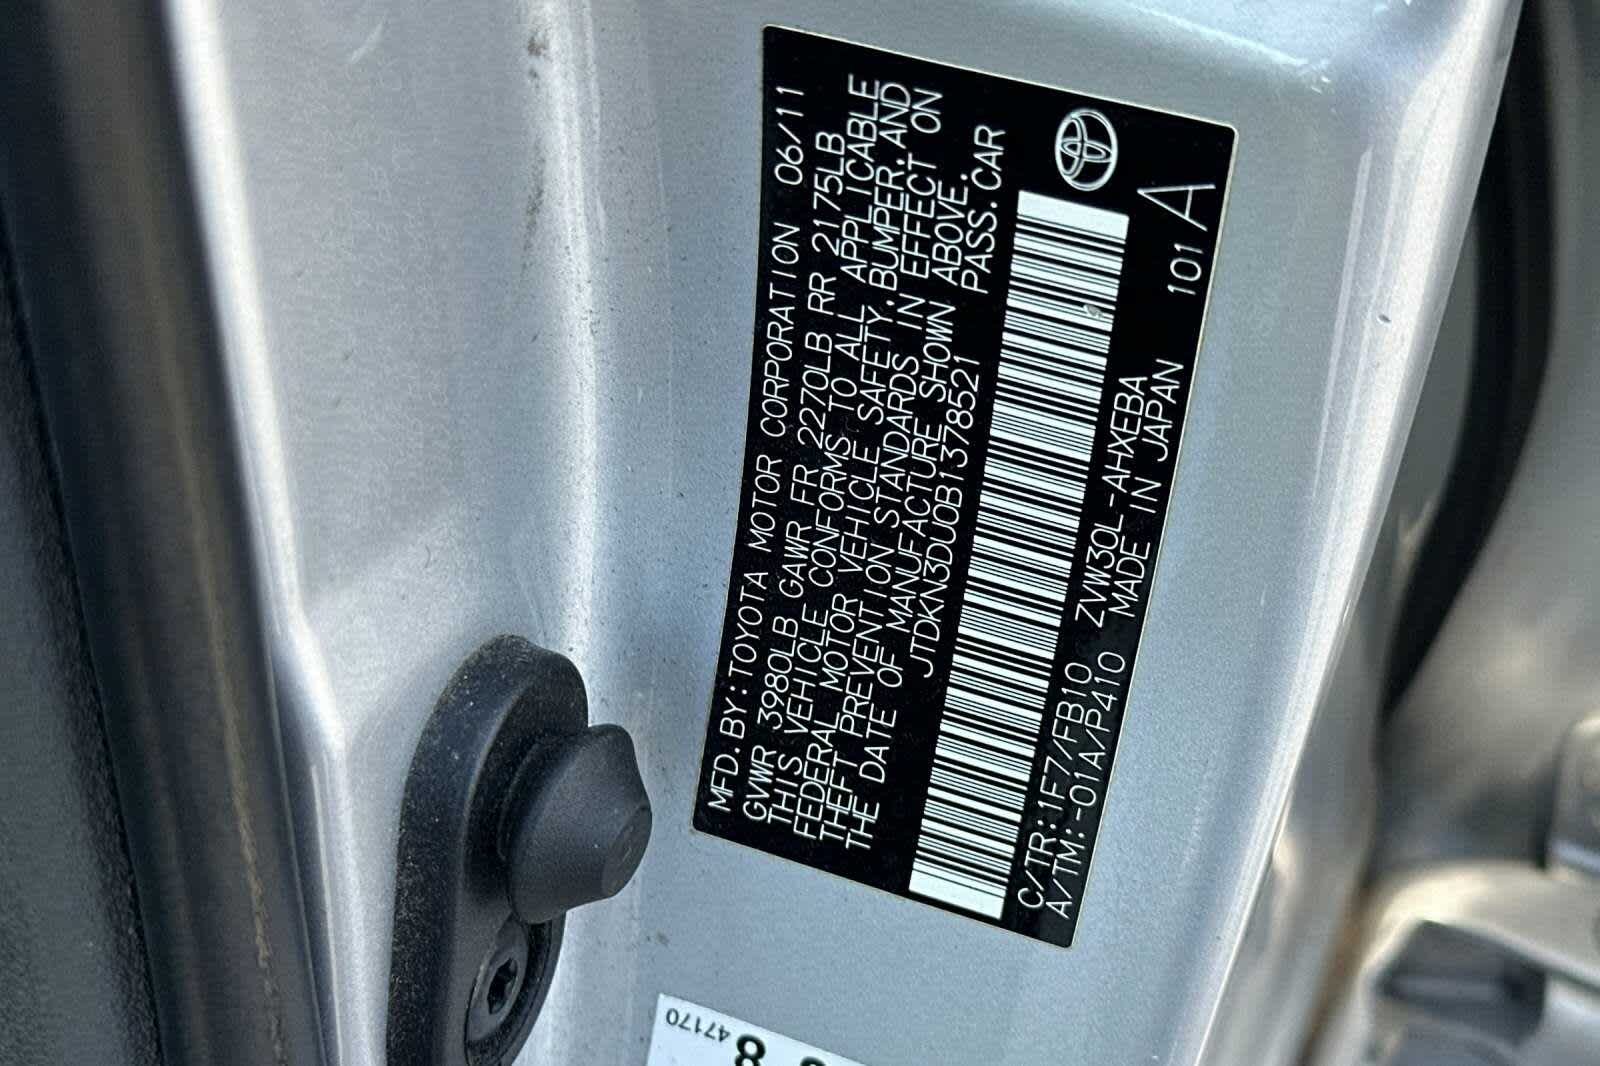 MFD. BY: TOYOTA MOTOR CORPORATION 06/11
GVWR 3980LB GAWR FR 2270LB RR 2175LB
THIS VEHICLE CONFORMS TO ALL APPLICABLE
FEDERAL MOTOR VEHICLE SAFETY, BUMPER, AND
THEFT PREVENTION STANDARDS IN EFFECT ON
THE DATE OF MANUFACTURE SHOWN ABOVE.
JTDKN3DU0B1378521 PASS. CAR
C/TR: 1F7/FB10 ZVW30L-AHXEBA
A/TM: -01A/P410 MADE IN JAPAN 101 A
47170
8